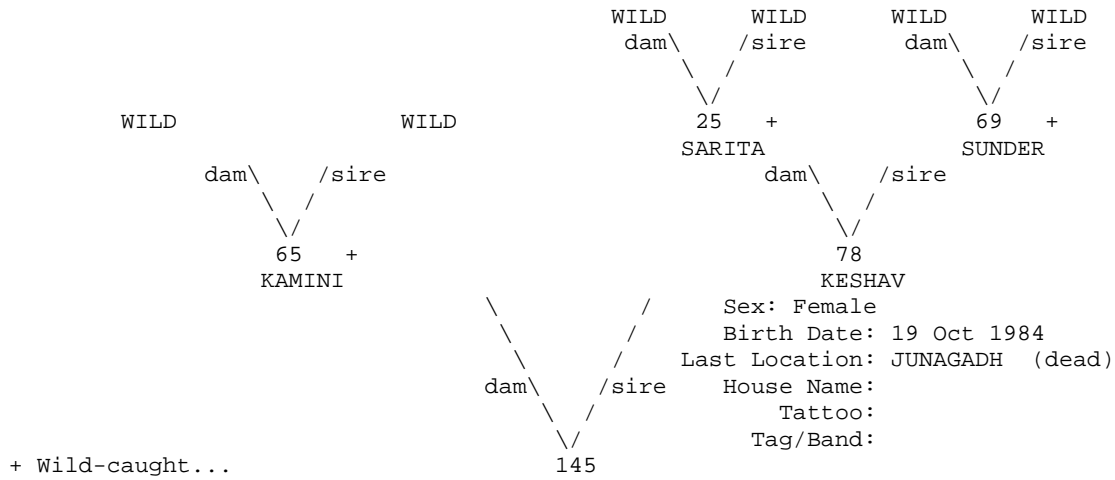 WILD WILD WILD WILD
dam\ /sire dam\ /sire
\ / \ /
\/ \/
WILD WILD 25 + 69 +
SARITA SUNDER
dam\ /sire dam\ /sire
\ / \ /
\/ \/
65 + 78
KAMINI KESHAV
\ / Sex: Female
\ / Birth Date: 19 Oct 1984
\ / Last Location: JUNAGADH (dead)
dam\ /sire House Name:
\ / Tattoo:
\/ Tag/Band:
+ Wild-caught... 145